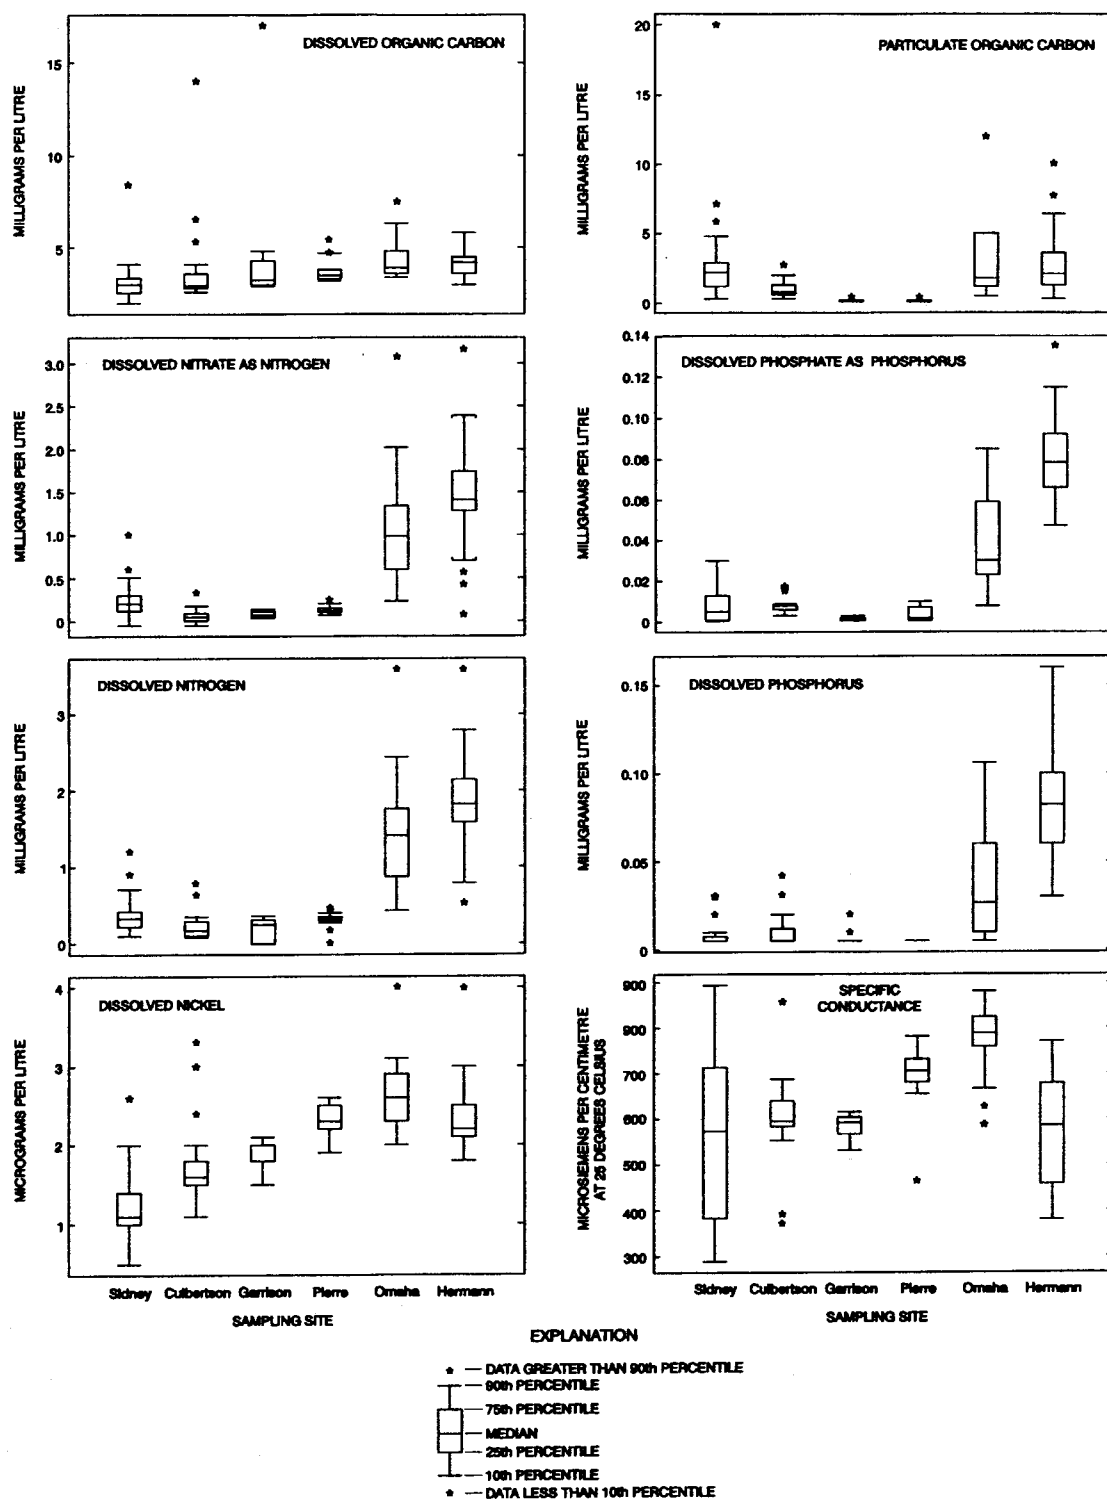 DISSOLVED ORGANIC CARBON
MILLIGRAMS PER LITRE
15
10
5
PARTICULATE ORGANIC CARBON
MILLIGRAMS PER LITRE
20
15
10
5
0
DISSOLVED NITRATE AS NITROGEN
MILLIGRAMS PER LITRE
3.0
2.5
2.0
1.5
1.0
0.5
0
DISSOLVED PHOSPHATE AS PHOSPHORUS
MILLIGRAMS PER LITRE
0.14
0.12
0.10
0.08
0.06
0.04
0.02
0
DISSOLVED NITROGEN
MILLIGRAMS PER LITRE
3
2
1
0
DISSOLVED PHOSPHORUS
MILLIGRAMS PER LITRE
0.15
0.10
0.05
0
DISSOLVED NICKEL
MICROGRAMS PER LITRE
4
3
2
1
Sidney Culbertson Garrison Pierre Omaha Hermann
SAMPLING SITE
SPECIFIC
CONDUCTANCE
MICROSIEMENS PER CENTIMETRE
AT 25 DEGREES CELSIUS
900
900
700
600
500
400
300
Sidney Culbertson Garrison Pierre Omaha Hermann
SAMPLING SITE
EXPLANATION
DATA GREATER THAN 90th PERCENTILE
90th PERCENTILE
75th PERCENTILE
MEDIAN
25th PERCENTILE
10th PERCENTILE
DATA LESS THAN 10th PERCENTILE